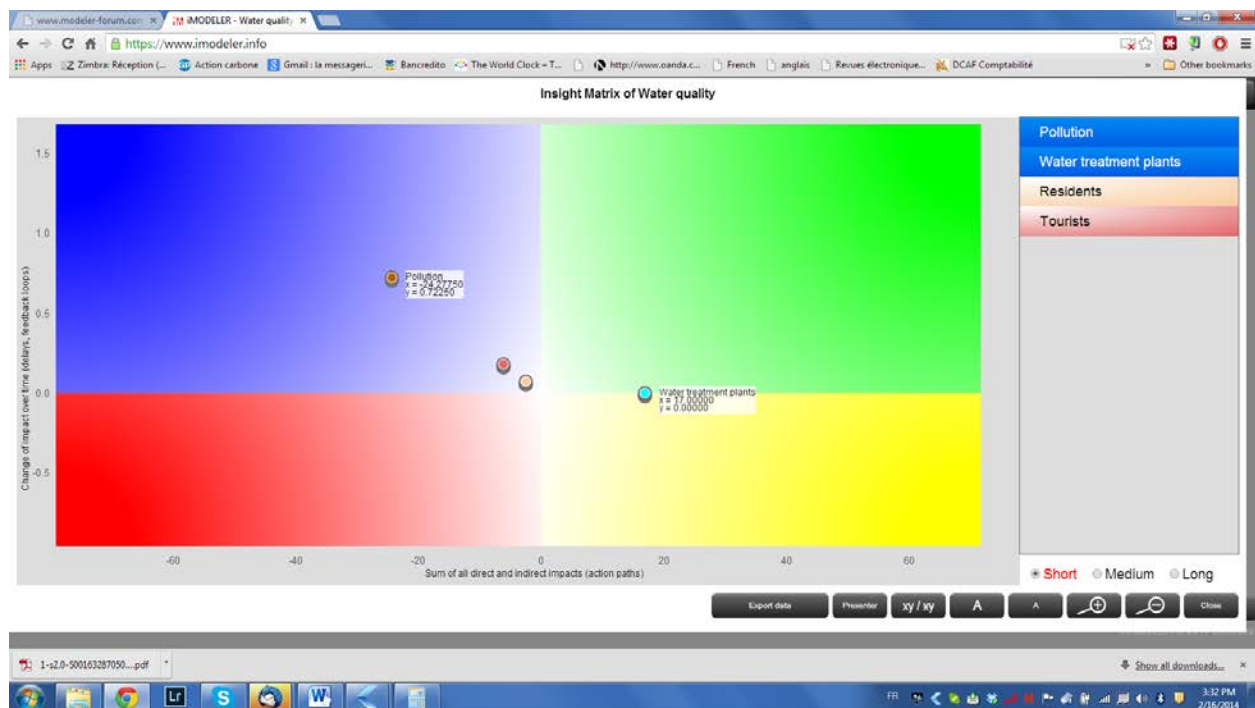 www.modeler-forum.com
iMODELER - Water quality
https://www.imodeler.info
Apps
Zimbra: Réception (...
Action carbone
Gmail : la messageri...
Bancredito
The World Clock – T...
http://www.oanda.c...
French
anglais
Revues électronique...
DCAF Comptabilité
»
Other bookmarks
Insight Matrix of Water quality
Pollution
Water treatment plants
Residents
Tourists
1.5
1.0
0.5
0.0
-0.5
Change of impact over time (delays, feedback loops)
Pollution
x = -24.27750
y = 0.72250
Water treatment plants
x = 17.00000
y = 0.00000
-60
-40
-20
0
20
40
60
Sum of all direct and indirect impacts (action paths)
Short
Medium
Long
Export data
Presenter
xy / xy
A
A
Close
1-s2.0-S00163287050....pdf
Show all downloads...
Lr
S
W
FR
3:32 PM
2/16/2014